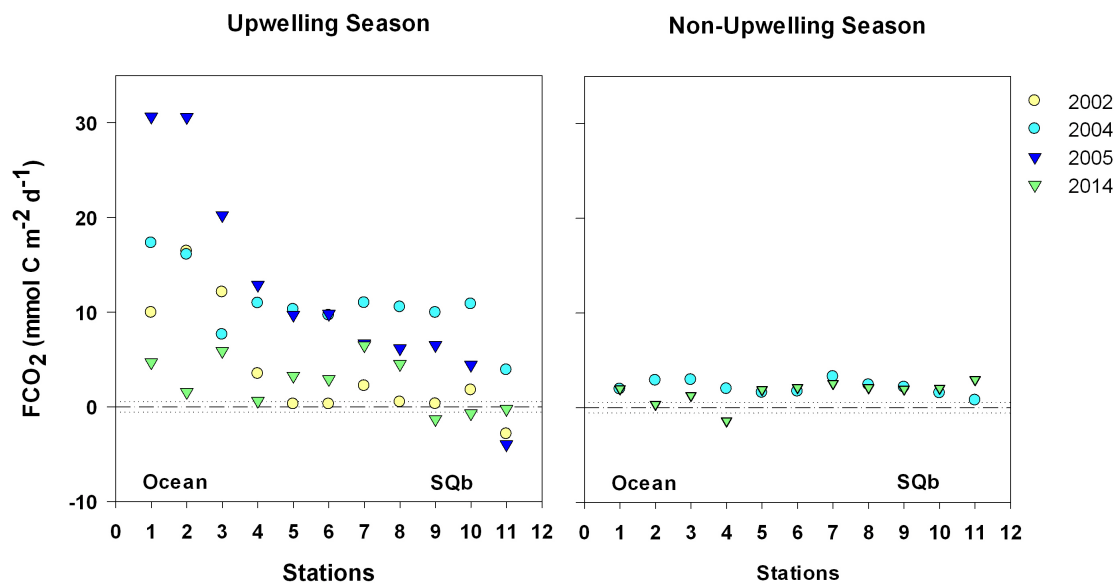 Upwelling Season
Non-Upwelling Season
FCO2 (mmol C m-2 d-1)
30
20
10
0
-10
Ocean
SQb
0 1 2 3 4 5 6 7 8 9 10 11 12
Stations
Ocean
SQb
0 1 2 3 4 5 6 7 8 9 10 11 12
Stations
2002
2004
2005
2014